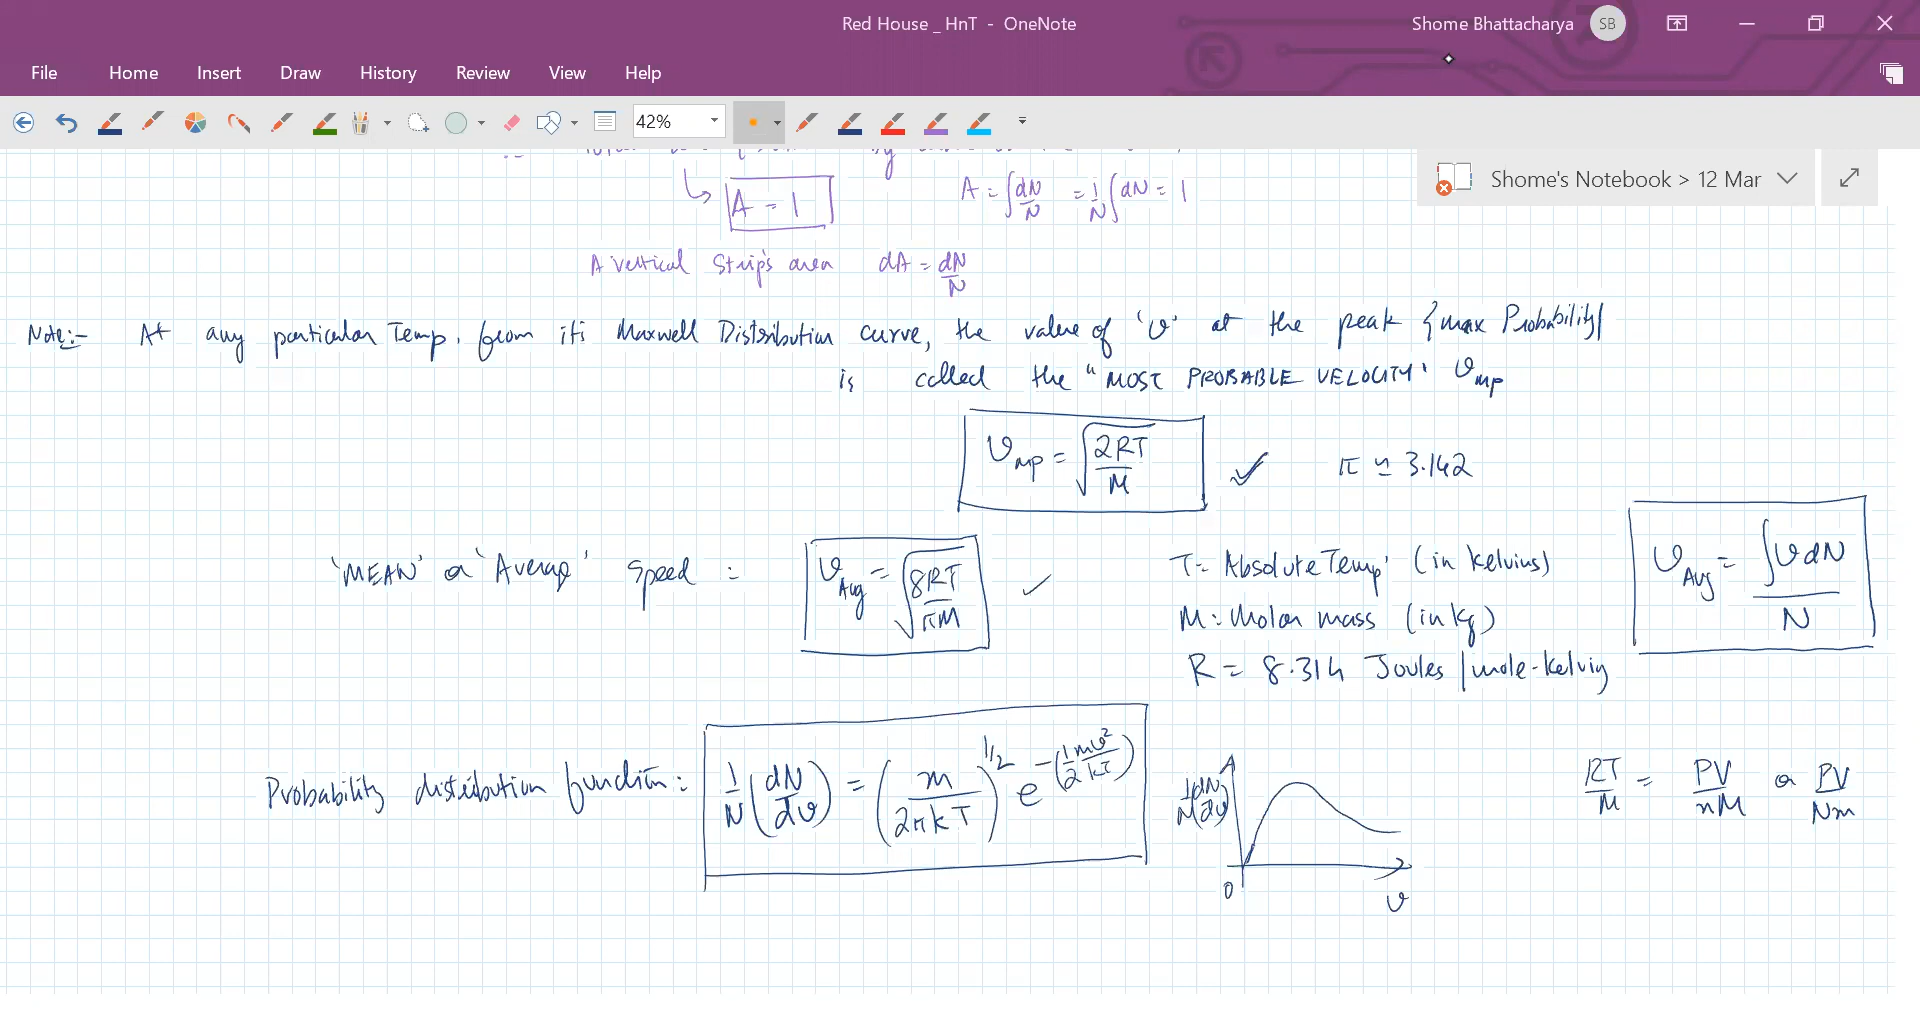 Red House _ HnT - OneNote
Shome Bhattacharya SB
File Home Insert Draw History Review View Help
42%
Shome's Notebook > 12 Mar
A = 1
A = ∫dN/N = 1/N ∫dN = 1
A vertical strip's area dA = dN/N
Note:- At any particular Temp. from it's Maxwell Distribution curve, the value of 'v' at the peak {max Probability}
is called the "MOST PROBABLE VELOCITY" v_mp
v_mp = √(2RT/M) ✓ π ≃ 3.142
'MEAN' or 'Average' Speed : v_Avg = √(8RT/πM) ✓
T = Absolute Temp. (in kelvins)
M: Molar mass (in kg)
R = 8.314 Joules/mole-kelvin
v_Avg = ∫v dN / N
Probability distribution function: 1/N (dN/dv) = (m/2πkT)^1/2 e^-(1/2 mv²/kT)
1/N (dN/dv)
0
v
RT/M = PV/nM or PV/Nm